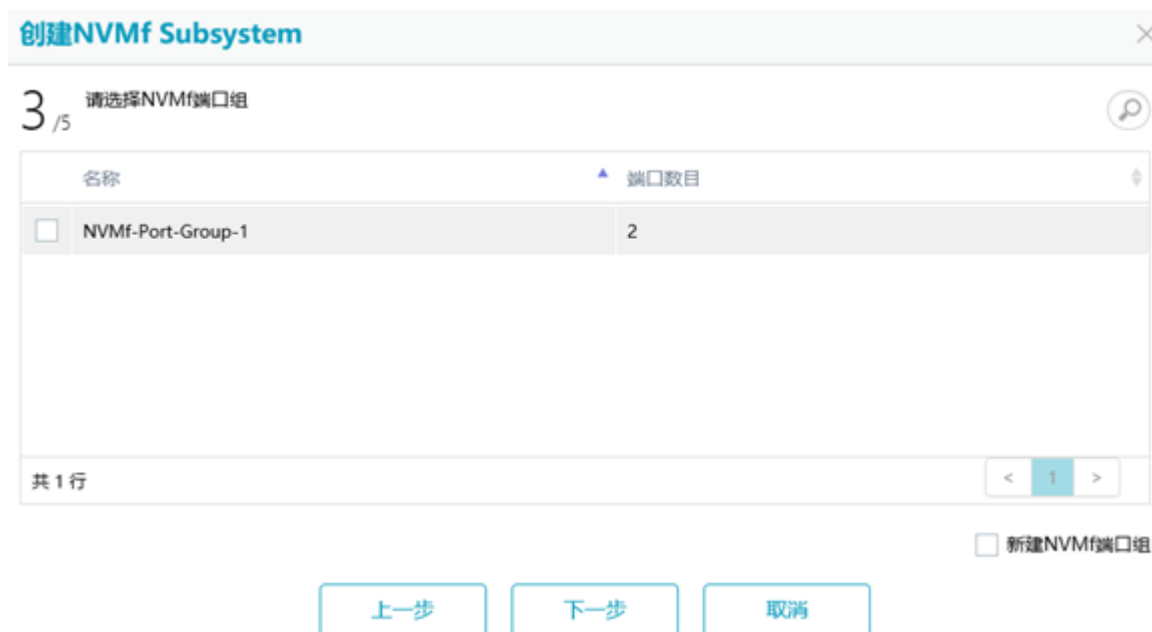 创建NVMf Subsystem
3 /5 请选择NVMf端口组
名称 端口数目
NVMf-Port-Group-1 2
共 1 行 < 1 >
新建NVMf端口组
上一步 下一步 取消